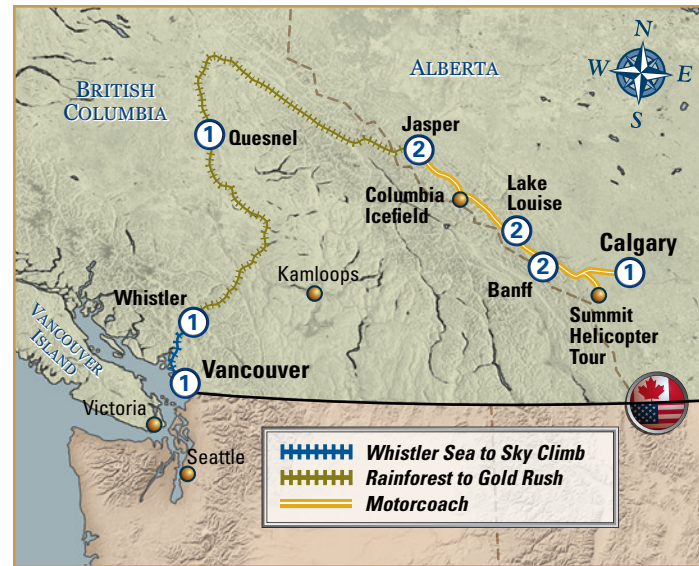 N
W
E
S
BRITISH
COLUMBIA
ALBERTA
1
Quesnel
Jasper
2
Columbia
Icefield
Lake
Louise
2
Calgary
1
Kamloops
Banff
2
Summit
Helicopter
Tour
Whistler
1
VANCOUVER
ISLAND
Vancouver
1
Victoria
Seattle
Whistler Sea to Sky Climb
Rainforest to Gold Rush
Motorcoach